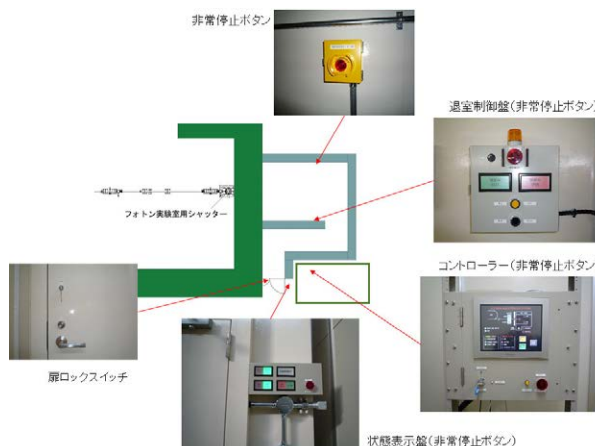 非常停止ボタン
退室制御盤(非常停止ボタン)
フォトン実験室用シャッター
コントローラー(非常停止ボタン)
扉ロックスイッチ
状態表示盤(非常停止ボタン)